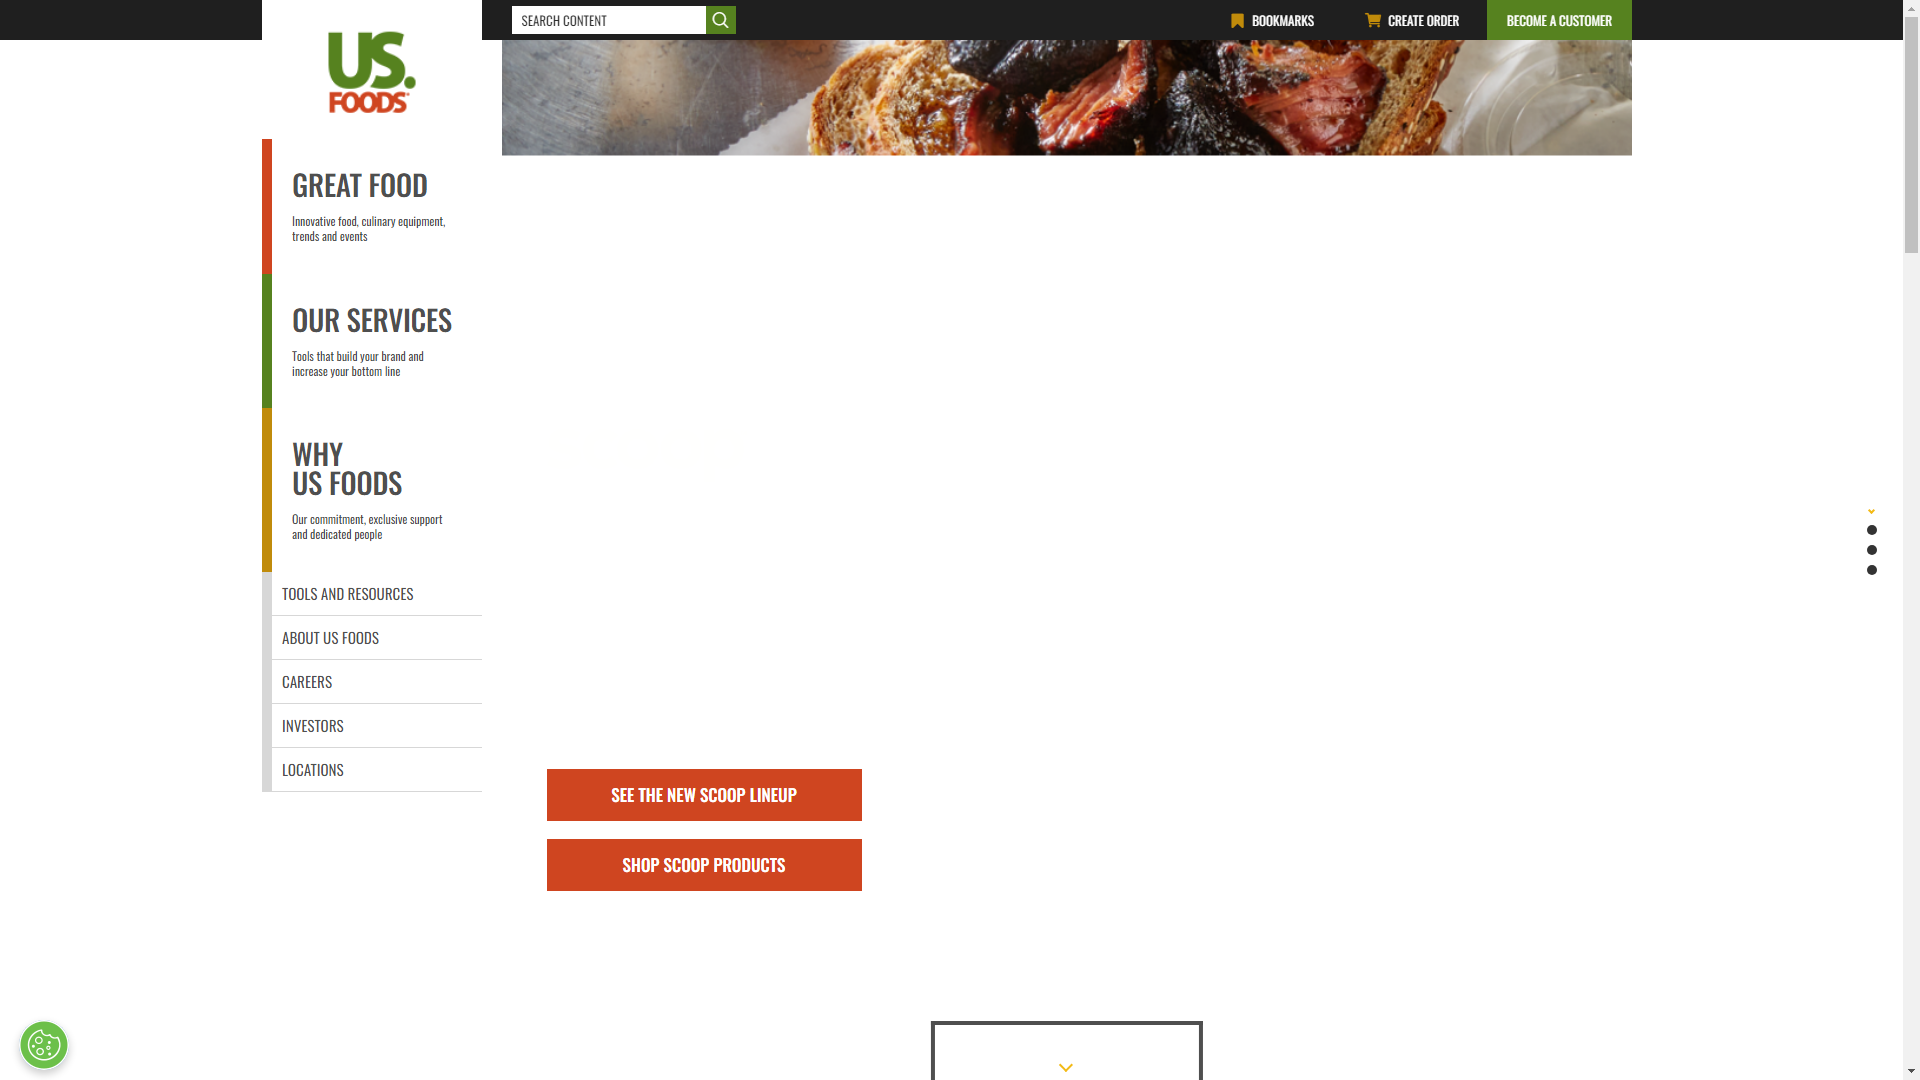 SEARCH CONTENT
BOOKMARKS
CREATE ORDER
BECOME A CUSTOMER
US.
FOODS
GREAT FOOD
Innovative food, culinary equipment,
trends and events
OUR SERVICES
Tools that build your brand and
increase your bottom line
WHY
US FOODS
Our commitment, exclusive support
and dedicated people
TOOLS AND RESOURCES
ABOUT US FOODS
CAREERS
INVESTORS
LOCATIONS
SEE THE NEW SCOOP LINEUP
SHOP SCOOP PRODUCTS